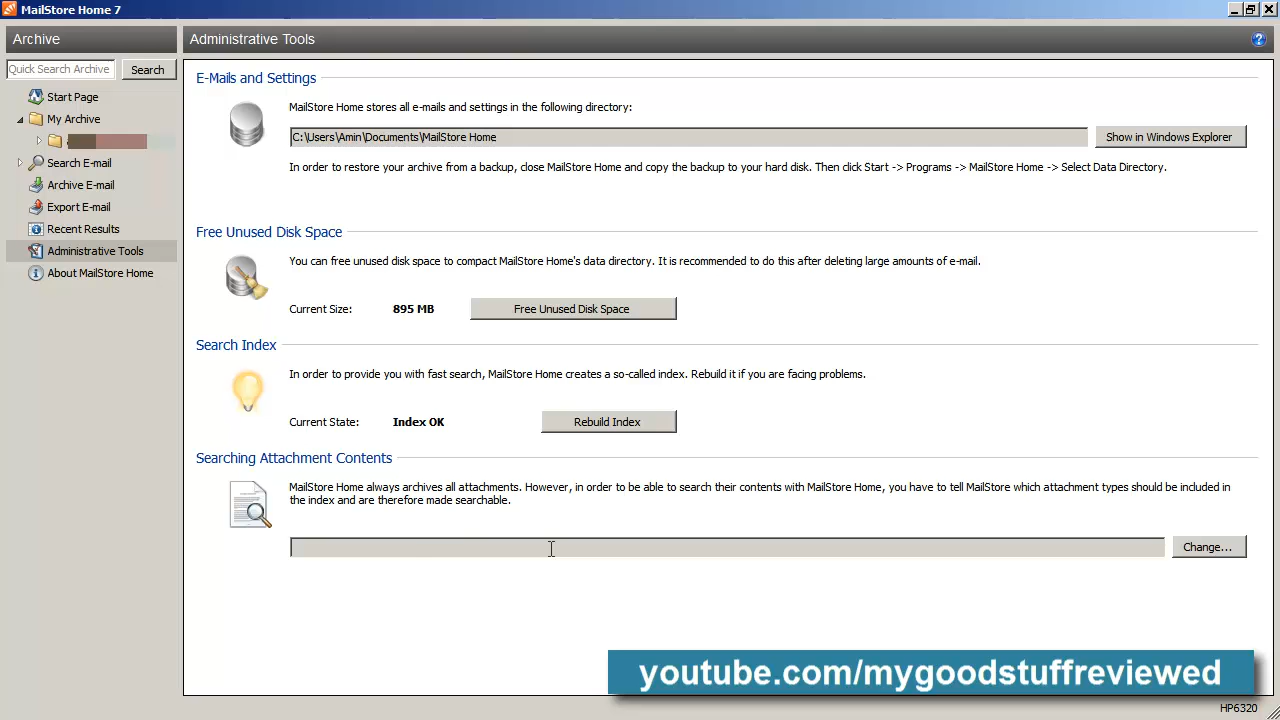 MailStore Home 7
Archive
Administrative Tools
Quick Search Archive
Search
Start Page
My Archive
Search E-mail
Archive E-mail
Export E-mail
Recent Results
Administrative Tools
About MailStore Home
E-Mails and Settings
MailStore Home stores all e-mails and settings in the following directory:
C:\Users\Amin\Documents\MailStore Home
Show in Windows Explorer
In order to restore your archive from a backup, close MailStore Home and copy the backup to your hard disk. Then click Start -> Programs -> MailStore Home -> Select Data Directory.
Free Unused Disk Space
You can free unused disk space to compact MailStore Home's data directory. It is recommended to do this after deleting large amounts of e-mail.
Current Size: 895 MB
Free Unused Disk Space
Search Index
In order to provide you with fast search, MailStore Home creates a so-called index. Rebuild it if you are facing problems.
Current State: Index OK
Rebuild Index
Searching Attachment Contents
MailStore Home always archives all attachments. However, in order to be able to search their contents with MailStore Home, you have to tell MailStore which attachment types should be included in
the index and are therefore made searchable.
Change...
youtube.com/mygoodstuffreviewed
HP6320